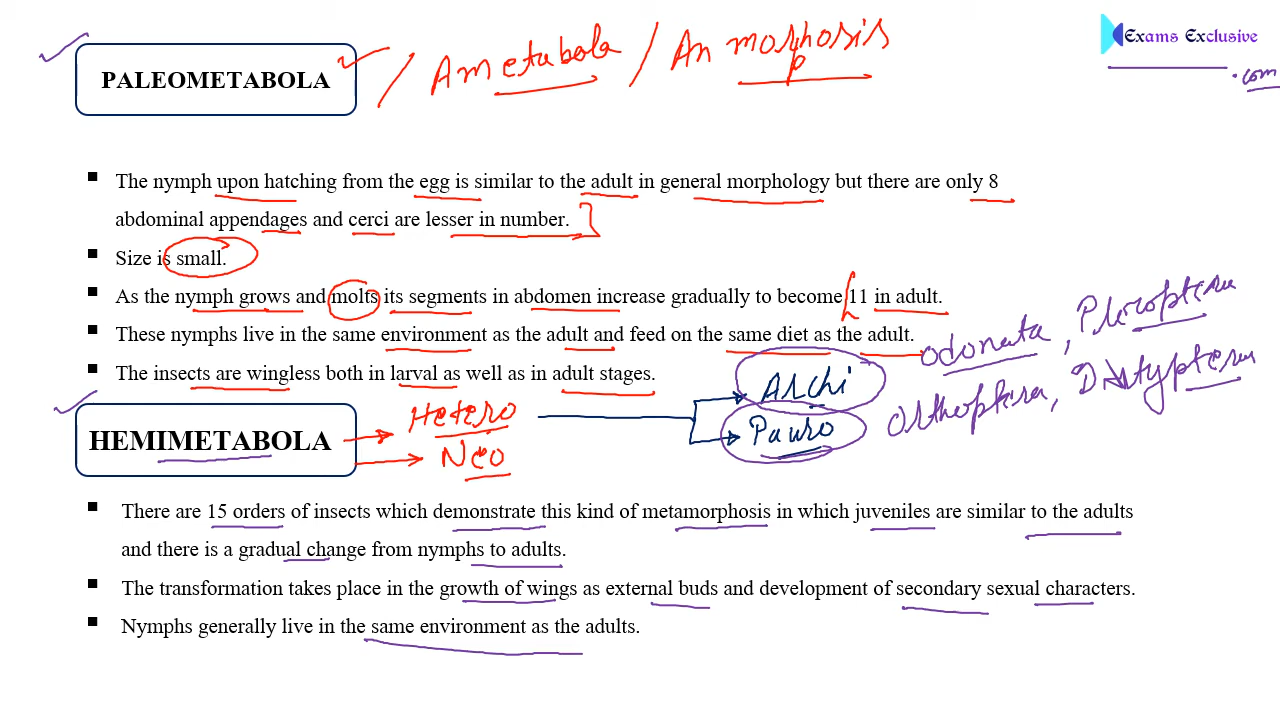 Exams Exclusive
.com
PALEOMETABOLA / Ametabola / An morphosis
▪ The nymph upon hatching from the egg is similar to the adult in general morphology but there are only 8
abdominal appendages and cerci are lesser in number.
▪ Size is small.
▪ As the nymph grows and molts its segments in abdomen increase gradually to become 11 in adult.
▪ These nymphs live in the same environment as the adult and feed on the same diet as the adult.
▪ The insects are wingless both in larval as well as in adult stages.
Odonata, Plecoptera
Orthoptera,
Archi
Pauro
HEMIMETABOLA
Hetero
Neo
▪ There are 15 orders of insects which demonstrate this kind of metamorphosis in which juveniles are similar to the adults
and there is a gradual change from nymphs to adults.
▪ The transformation takes place in the growth of wings as external buds and development of secondary sexual characters.
▪ Nymphs generally live in the same environment as the adults.